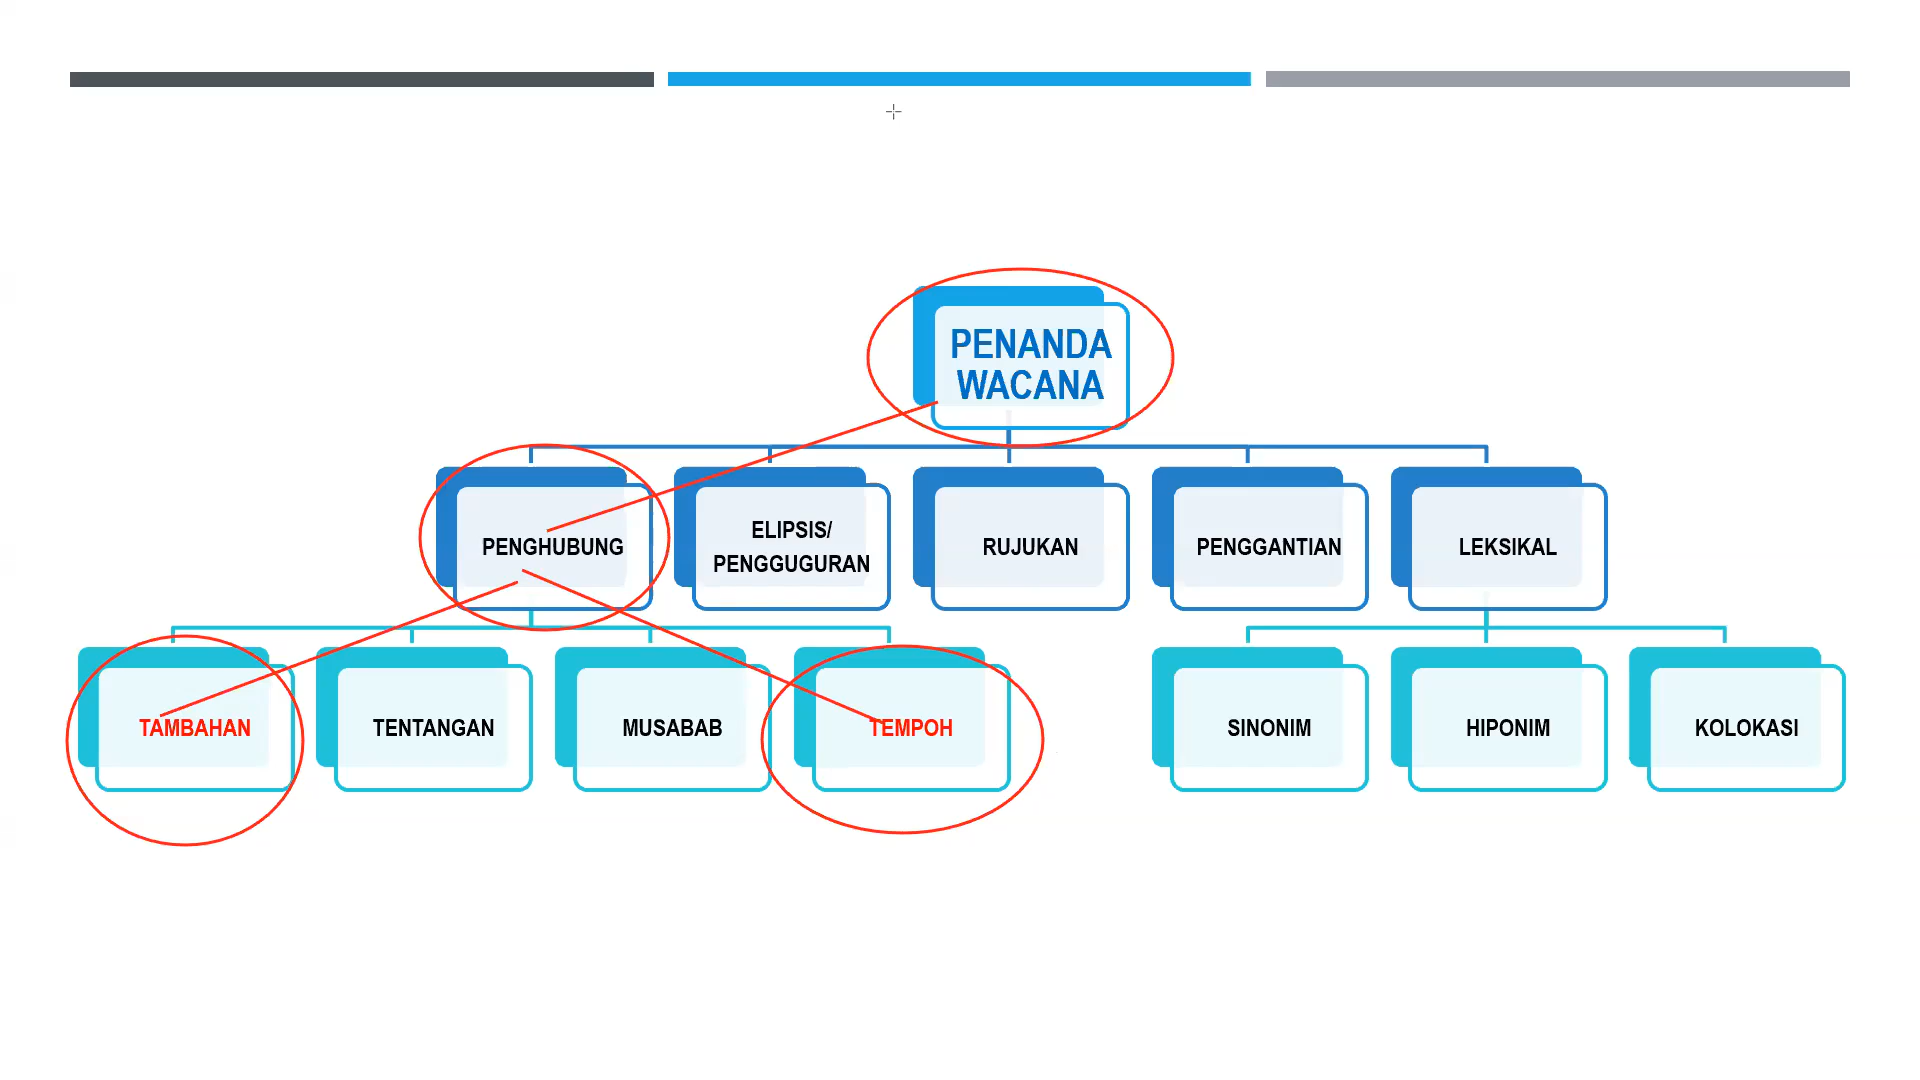 PENANDA
WACANA
PENGHUBUNG
ELIPSIS/
PENGGUGURAN
RUJUKAN
PENGGANTIAN
LEKSIKAL
TAMBAHAN
TENTANGAN
MUSABAB
TEMPOH
SINONIM
HIPONIM
KOLOKASI